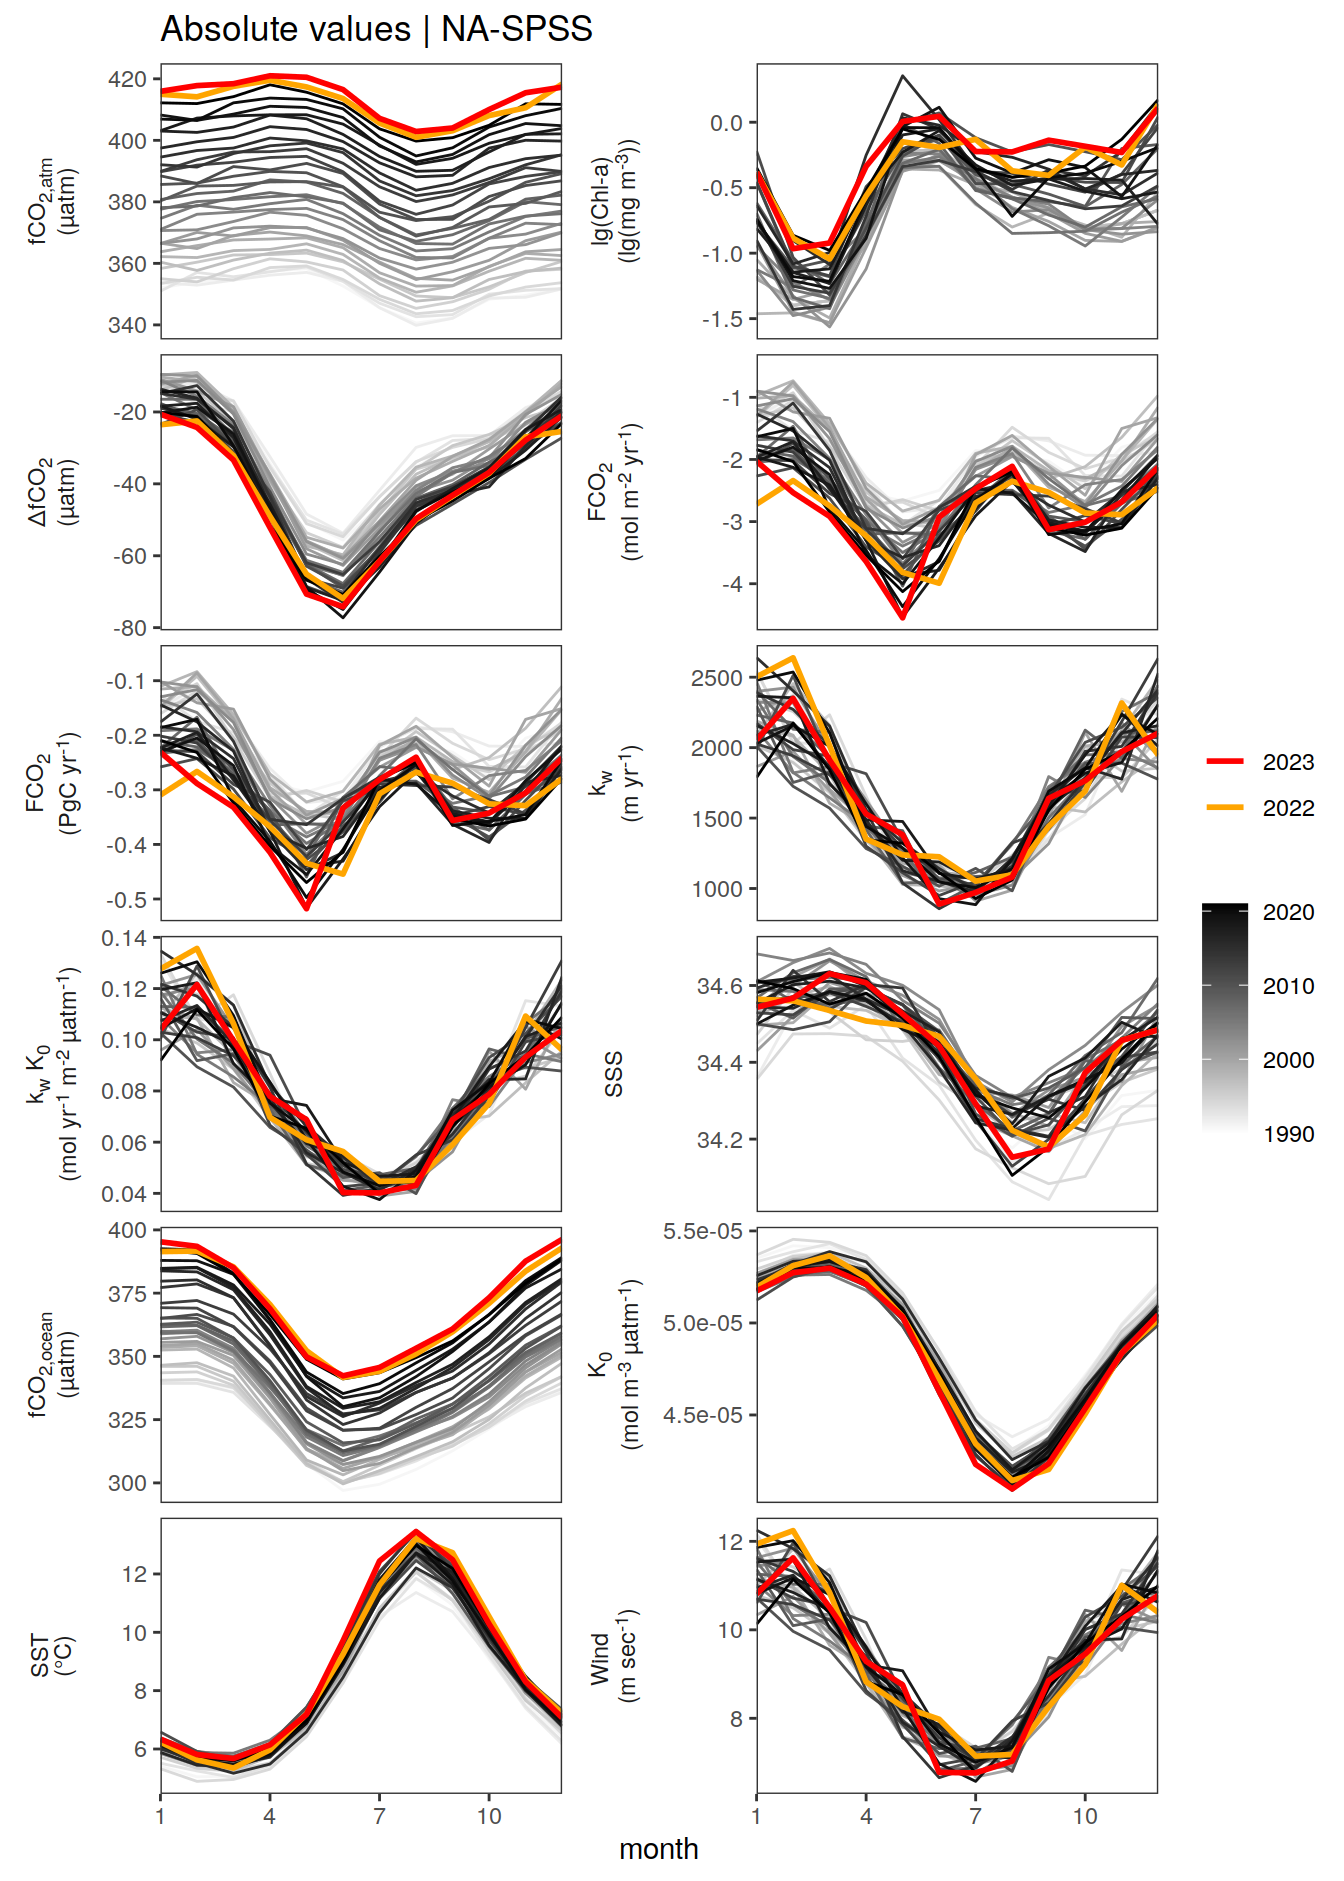 Absolute values | NA-SPSS
fCO2,atm
(µatm)
420
400
380
360
340
lg(Chl-a)
(lg(mg m-3))
0.0
-0.5
-1.0
-1.5
ΔfCO2
(µatm)
-20
-40
-60
-80
FCO2
(mol m-2 yr-1)
-1
-2
-3
-4
FCO2
(PgC yr-1)
-0.1
-0.2
-0.3
-0.4
-0.5
kw
(m yr-1)
2500
2000
1500
1000
kw K0
(mol yr-1 m-2 µatm-1)
0.14
0.12
0.10
0.08
0.06
0.04
SSS
34.6
34.4
34.2
fCO2,ocean
(µatm)
400
375
350
325
300
K0
(mol m-3 µatm-1)
5.5e-05
5.0e-05
4.5e-05
SST
(°C)
12
10
8
6
Wind
(m sec-1)
12
10
8
1 4 7 10
1 4 7 10
month
2023
2022
2020
2010
2000
1990